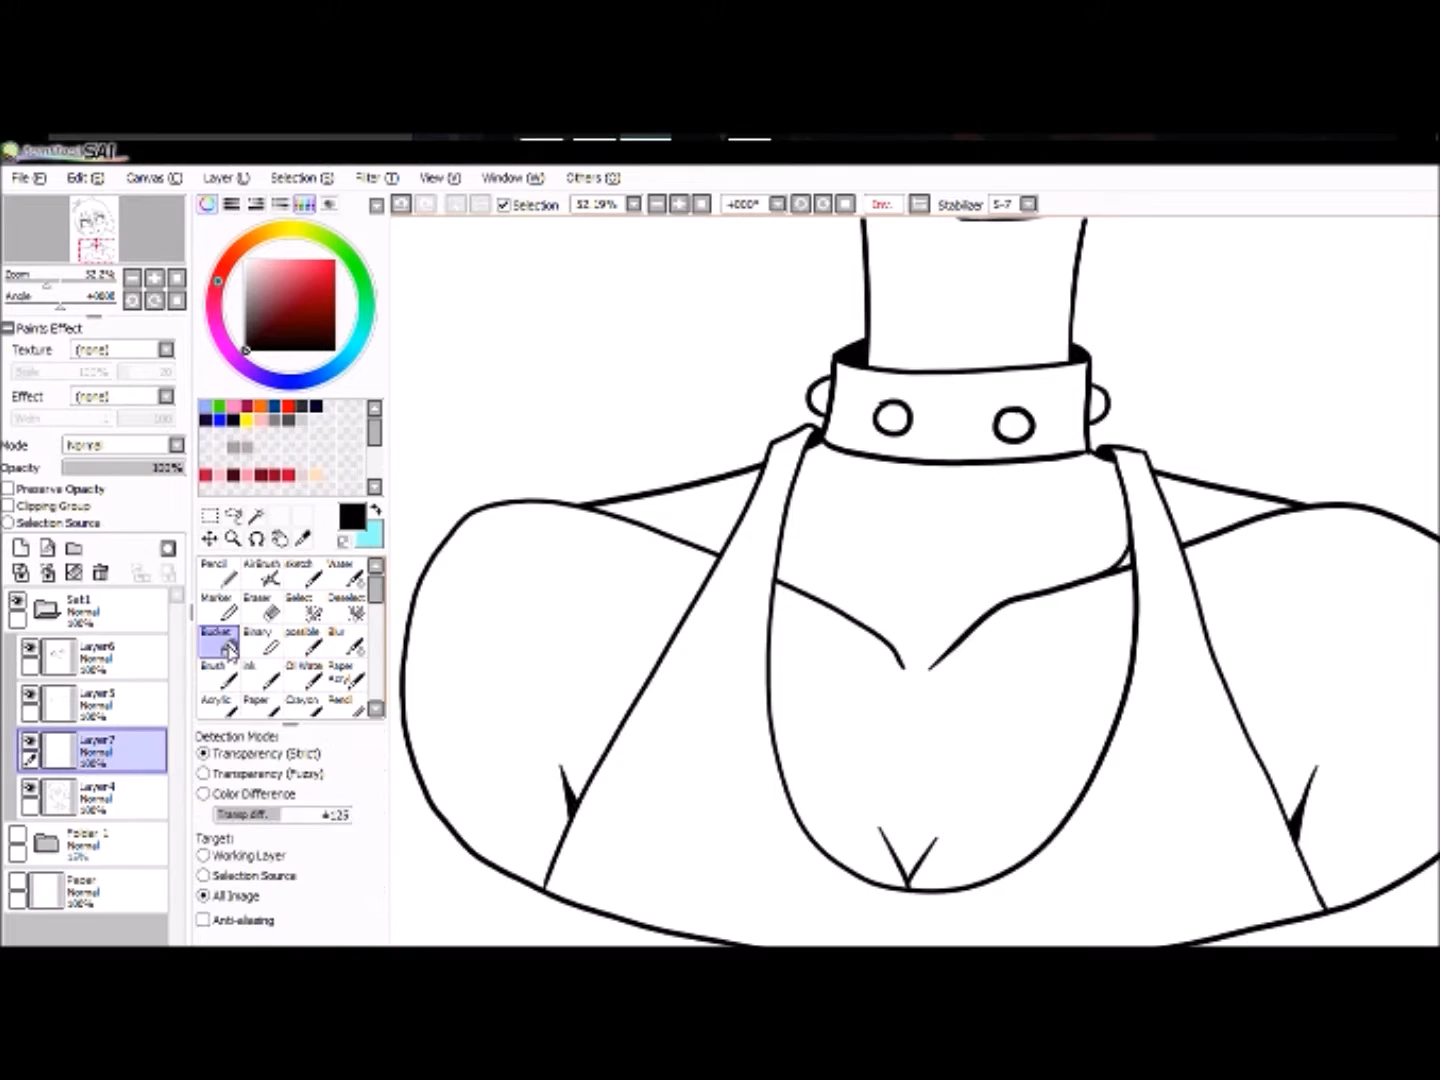 SAI
File (F) Edit (E) Canvas (C) Layer (L) Selection (S) Filter (T) View (V) Window (W) Others (O)
Selection 52.19% +000° Inv. Stabilizer S-7
Zoom 52.2%
Angle +000°
Paints Effect
Texture (none)
Scale 100% 20
Effect (none)
Width 1 100
Mode Normal
Opacity 100%
Preserve Opacity
Clipping Group
Selection Source
Set1
Normal
100%
Layer6
Normal
100%
Layer5
Normal
100%
Layer7
Normal
100%
Layer4
Normal
100%
Folder 1
Normal
Paper
Normal
100%
Pencil AirBrush Water
Marker Eraser Select Deselect
Bucket Binary possible Blur
Brush Ink Oil Wate Paper
Acrylic Paper Crayon Pencil
Detection Mode:
Transparency (Strict)
Transparency (Fuzzy)
Color Difference
Transp.diff. ±125
Target:
Working Layer
Selection Source
All Image
Anti-aliasing